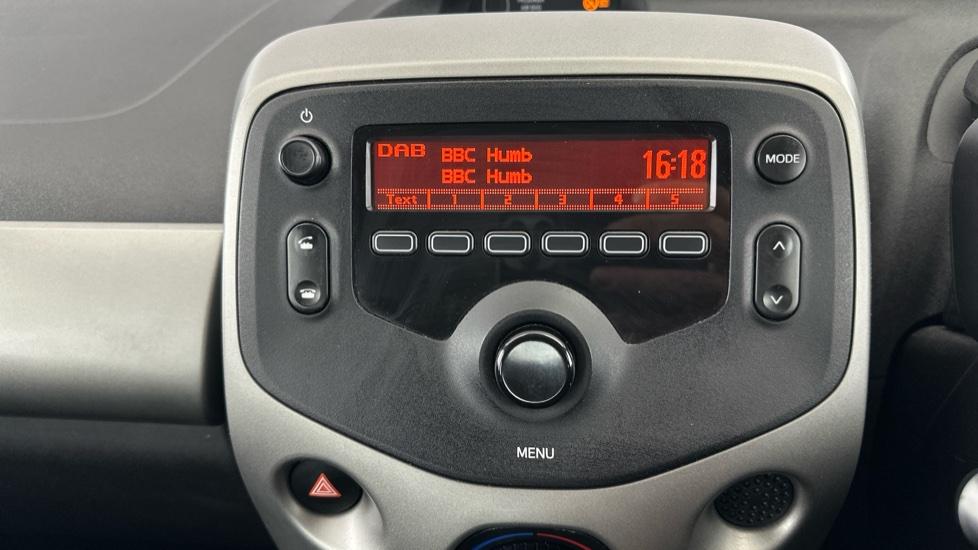 DAB BBC Humb 16:18
BBC Humb
Text 1 2 3 4 5
MODE
MENU